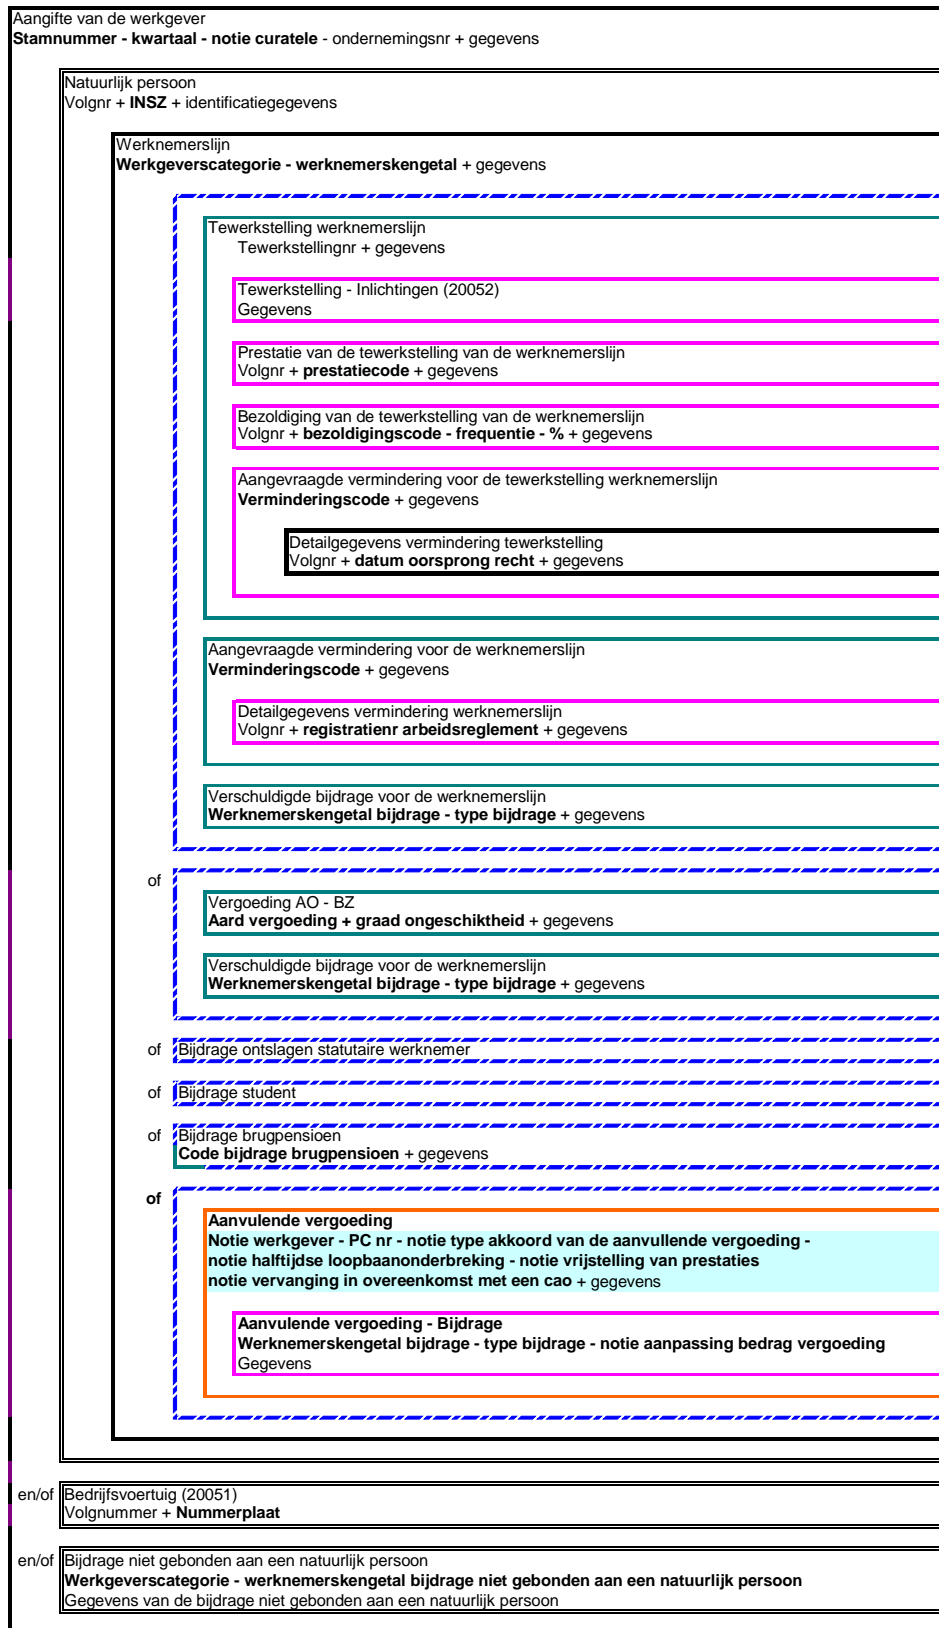 Aangifte van de werkgever
Stamnummer - kwartaal - notie curatele - ondernemingsnr + gegevens
Natuurlijk persoon
Volgnr + INSZ + identificatiegegevens
Werknemerslijn
Werkgeverscategorie - werknemerskengetal + gegevens
Tewerkstelling werknemerslijn
Tewerkstellingnr + gegevens
Tewerkstelling - Inlichtingen (20052)
Gegevens
Prestatie van de tewerkstelling van de werknemerslijn
Volgnr + prestatiecode + gegevens
Bezoldiging van de tewerkstelling van de werknemerslijn
Volgnr + bezoldigingscode - frequentie - % + gegevens
Aangevraagde vermindering voor de tewerkstelling werknemerslijn
Verminderingscode + gegevens
Detailgegevens vermindering tewerkstelling
Volgnr + datum oorsprong recht + gegevens
Aangevraagde vermindering voor de werknemerslijn
Verminderingscode + gegevens
Detailgegevens vermindering werknemerslijn
Volgnr + registratienr arbeidsreglement + gegevens
Verschuldigde bijdrage voor de werknemerslijn
Werknemerskengetal bijdrage - type bijdrage + gegevens
of
Vergoeding AO - BZ
Aard vergoeding + graad ongeschiktheid + gegevens
Verschuldigde bijdrage voor de werknemerslijn
Werknemerskengetal bijdrage - type bijdrage + gegevens
of Bijdrage ontslagen statutaire werknemer
of Bijdrage student
of Bijdrage brugpensioen
Code bijdrage brugpensioen + gegevens
of
Aanvulende vergoeding
Notie werkgever - PC nr - notie type akkoord van de aanvullende vergoeding -
notie halftijdse loopbaanonderbreking - notie vrijstelling van prestaties
notie vervanging in overeenkomst met een cao + gegevens
Aanvulende vergoeding - Bijdrage
Werknemerskengetal bijdrage - type bijdrage - notie aanpassing bedrag vergoeding
Gegevens
en/of Bedrijfsvoertuig (20051)
Volgnummer + Nummerplaat
en/of Bijdrage niet gebonden aan een natuurlijk persoon
Werkgeverscategorie - werknemerskengetal bijdrage niet gebonden aan een natuurlijk persoon
Gegevens van de bijdrage niet gebonden aan een natuurlijk persoon